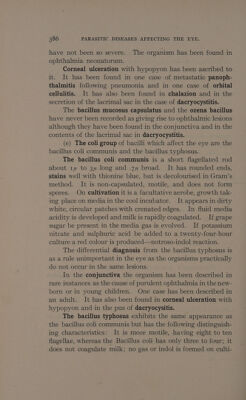 386 PARASITIC DISEASES AFFECTING THE EYE.
have not been so severe. The organism has been found in
ophthalmia neonatorum.
Corneal ulceration with hypopyon has been ascribed to
it. It has been found in one case of metastatic panoph-
thalmitis following pneumonia and in one case of orbital
cellulitis. It has also been found in chalazion and in the
secretion of the lacrimal sac in the case of dacryocystitis.
The bacillus mucosus capsulatus and the ozena bacillus
have never been recorded as giving rise to ophthalmic lesions
although they have been found in the conjunctiva and in the
contents of the lacrimal sac in dacryocystitis.
(e) The coli group of bacilli which affect the eye are the
bacillus coli communis and the bacillus typhosus.
The bacillus coli communis is a short flagellated rod
about 1μ to 3μ long and ·7μ broad. It has rounded ends,
stains well with thionine blue, but is decolourised in Gram's
method. It is non-capsulated, motile, and does not form
spores. On cultivation it is a facultative aerobe, growth tak-
ing place on media in the cool incubator. It appears in dirty
white, circular patches with crenated edges. In fluid media
acidity is developed and milk is rapidly coagulated. If grape
sugar be present in the media gas is evolved. If potassium
nitrate and sulphuric acid be added to a twenty-four-hour
culture a red colour is produced—nitroso-indol reaction.
The differential diagnosis from the bacillus typhosus is
as a rule unimportant in the eye as the organisms practically
do not occur in the same lesions.
In the conjunctiva the organism has been described in
rare instances as the cause of purulent ophthalmia in the new-
born or in young children. One case has been described in
an adult. It has also been found in corneal ulceration with
hypopyon and in the pus of dacryocystitis.
The bacillus typhosus exhibits the same appearance as
the bacillus coli communis but has the following distinguish-
ing characteristics: It is more motile, having eight to ten
flagellae, whereas the Bacillus coli has only three to four; it
does not coagulate milk; no gas or indol is formed on culti-